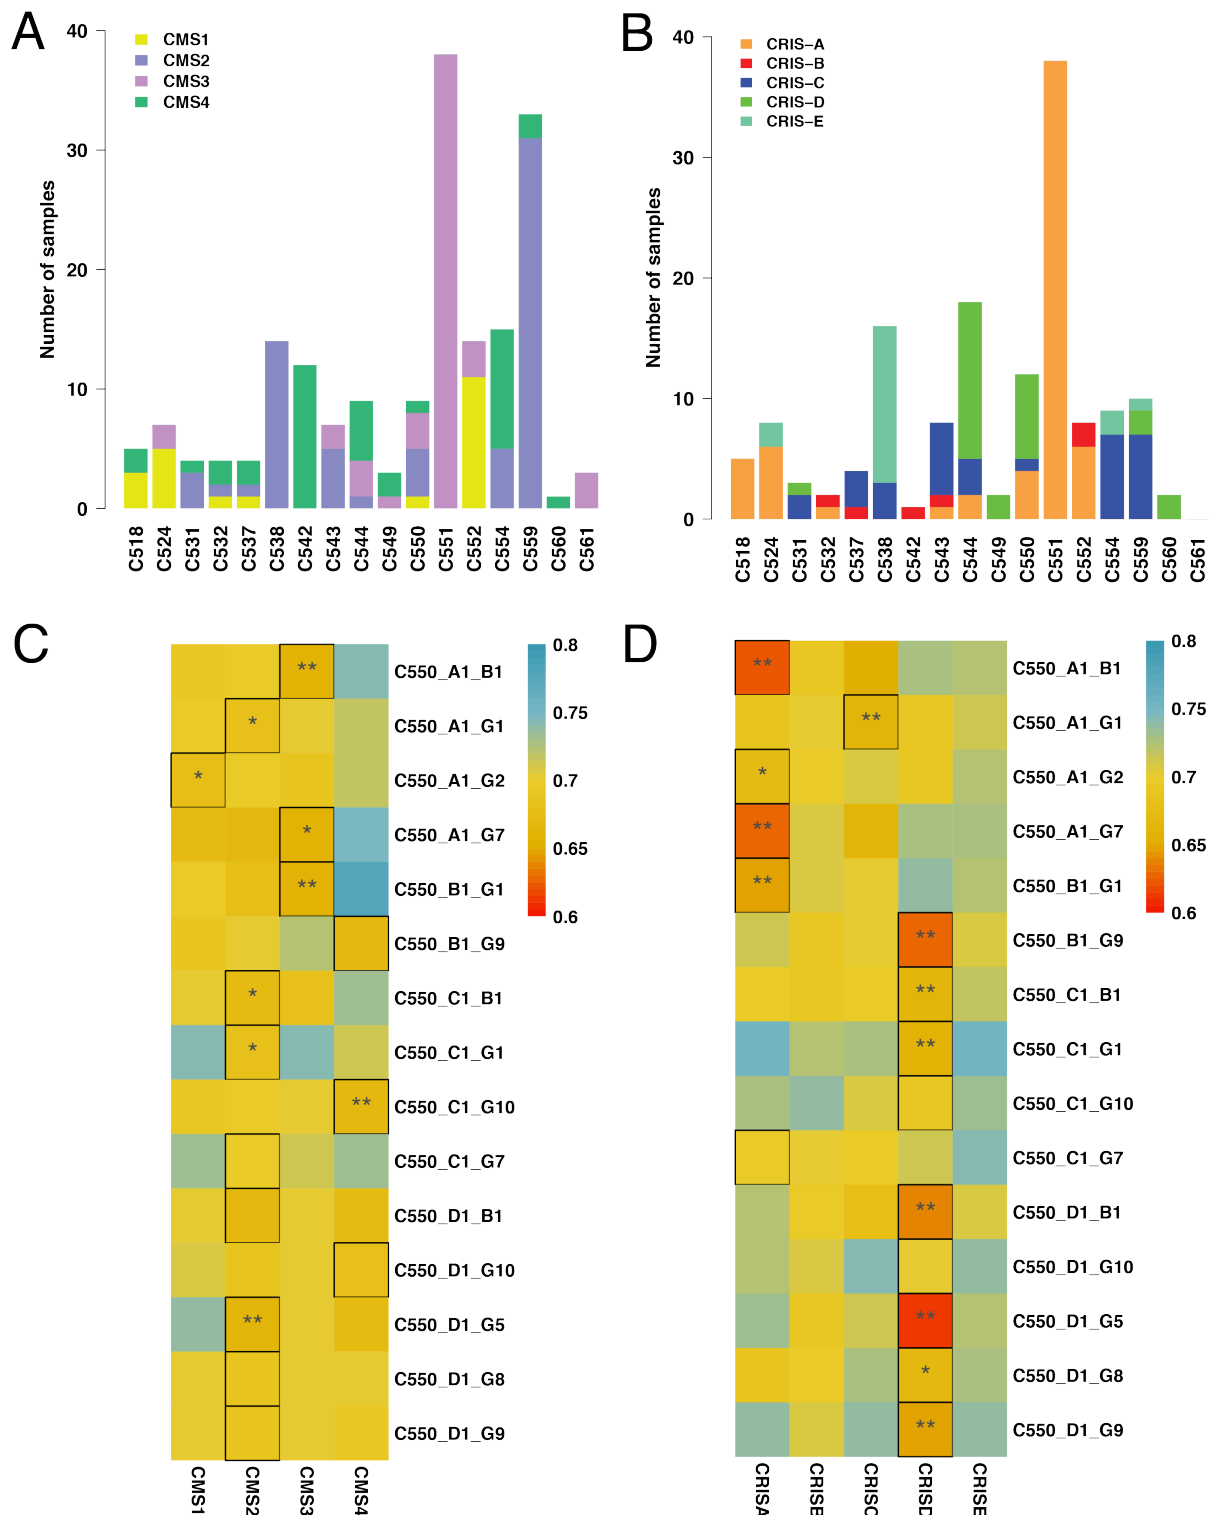 A
40
30
20
10
0
Number of samples
CMS1
CMS2
CMS3
CMS4
C518
C524
C531
C532
C537
C538
C542
C543
C544
C549
C550
C551
C552
C554
C559
C560
C561
B
40
30
20
10
0
Number of samples
CRIS-A
CRIS-B
CRIS-C
CRIS-D
CRIS-E
C518
C524
C531
C532
C537
C538
C542
C543
C544
C549
C550
C551
C552
C554
C559
C560
C561
C
** C550_A1_B1
* C550_A1_G1
* C550_A1_G2
* C550_A1_G7
** C550_B1_G1
C550_B1_G9
* C550_C1_B1
* C550_C1_G1
** C550_C1_G10
C550_C1_G7
C550_D1_B1
C550_D1_G10
** C550_D1_G5
C550_D1_G8
C550_D1_G9
CMS1
CMS2
CMS3
CMS4
0.8
0.75
0.7
0.65
0.6
D
** C550_A1_B1
** C550_A1_G1
* C550_A1_G2
** C550_A1_G7
** C550_B1_G1
** C550_B1_G9
** C550_C1_B1
** C550_C1_G1
C550_C1_G10
C550_C1_G7
** C550_D1_B1
C550_D1_G10
** C550_D1_G5
* C550_D1_G8
** C550_D1_G9
CRISA
CRISB
CRISC
CRISD
CRISE
0.8
0.75
0.7
0.65
0.6